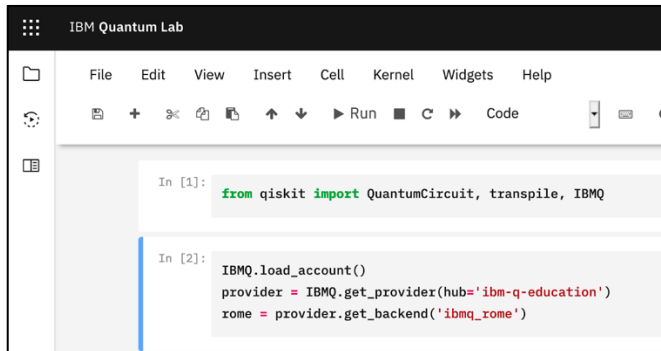 IBM Quantum Lab
File Edit View Insert Cell Kernel Widgets Help
Run Code
In [1]:
from qiskit import QuantumCircuit, transpile, IBMQ
In [2]:
IBMQ.load_account()
provider = IBMQ.get_provider(hub='ibm-q-education')
rome = provider.get_backend('ibmq_rome')